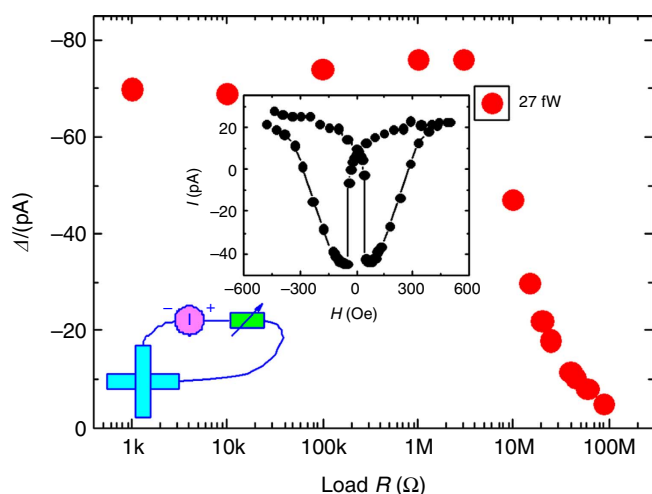 −80
−60
−40
−20
0
Δ/(pA)
27 fW
20
0
−20
−40
I (pA)
−600 −300 0 300 600
H (Oe)
− I +
1k 10k 100k 1M 10M 100M
Load R (Ω)